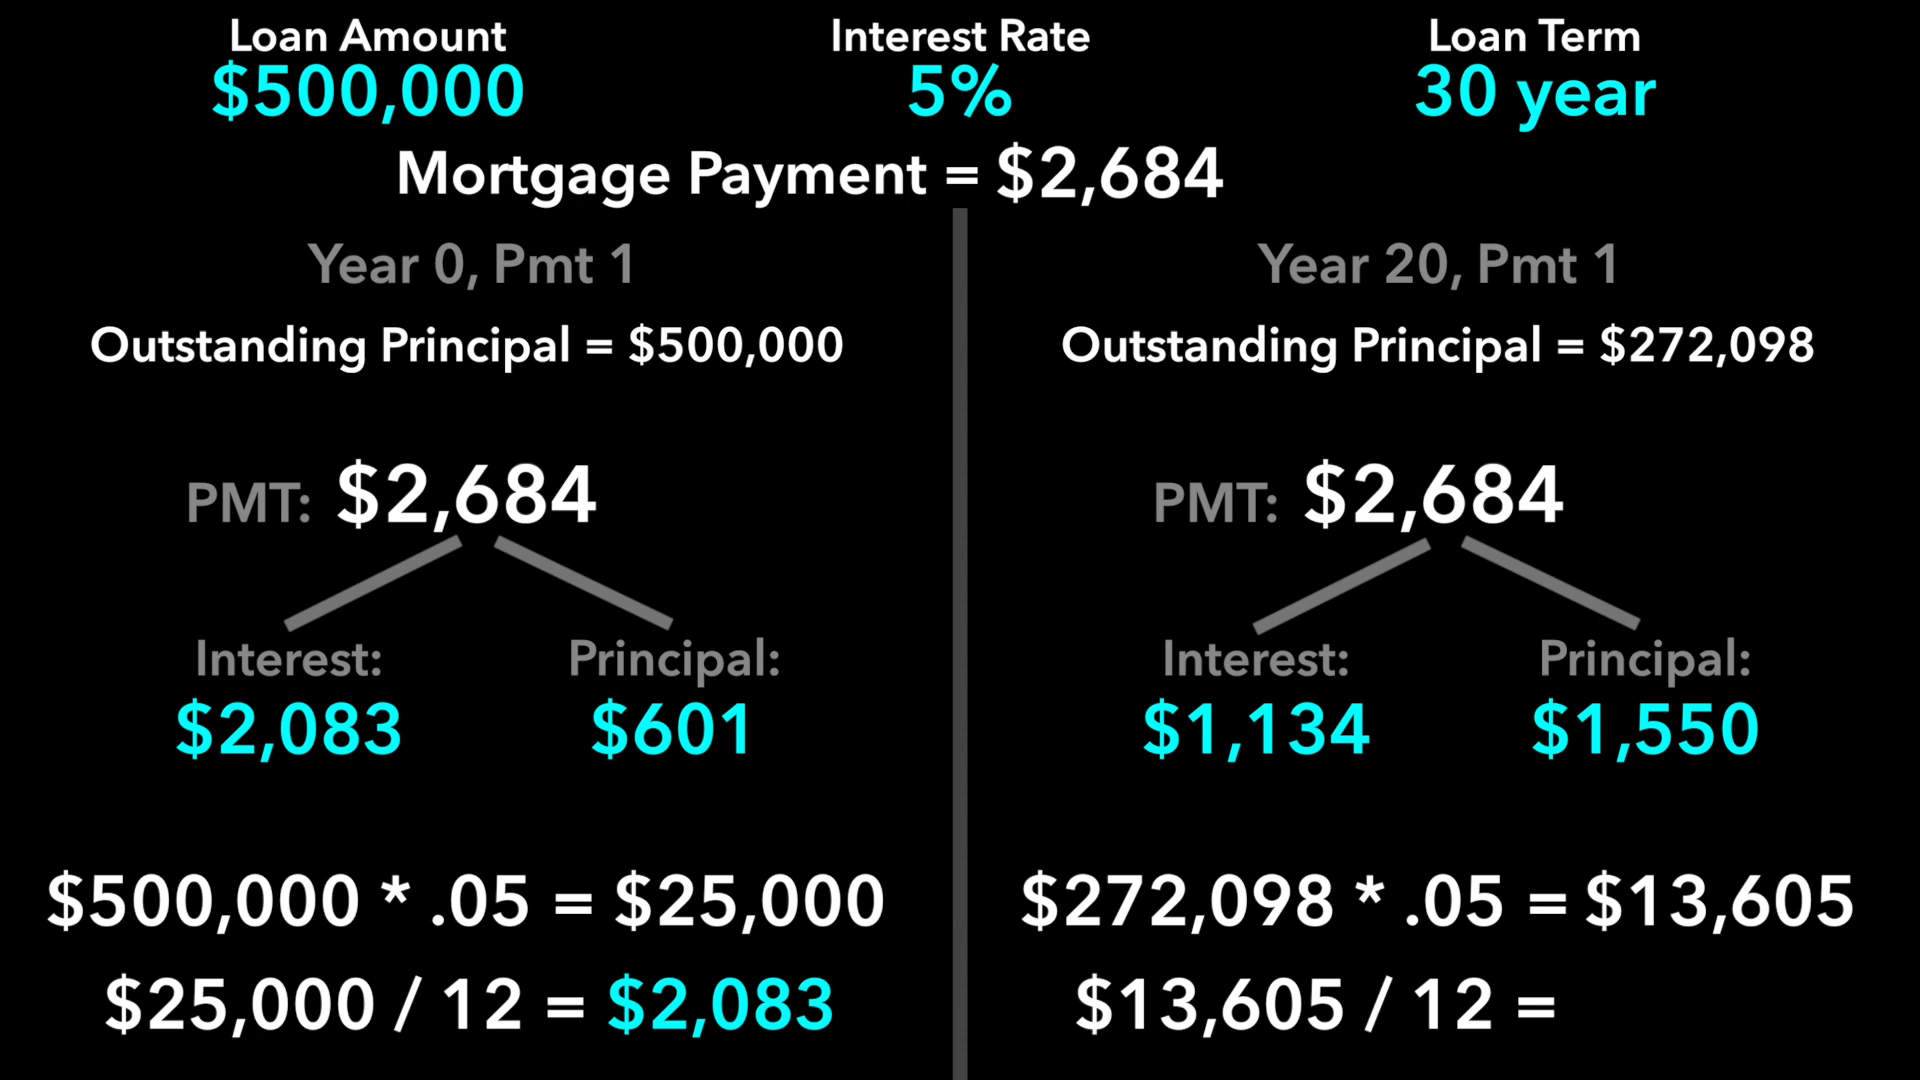 Loan Amount
$500,000
Interest Rate
5%
Loan Term
30 year
Mortgage Payment = $2,684
Year 0, Pmt 1
Outstanding Principal = $500,000
PMT: $2,684
Interest:
$2,083
Principal:
$601
$500,000 * .05 = $25,000
$25,000 / 12 = $2,083
Year 20, Pmt 1
Outstanding Principal = $272,098
PMT: $2,684
Interest:
$1,134
Principal:
$1,550
$272,098 * .05 = $13,605
$13,605 / 12 =